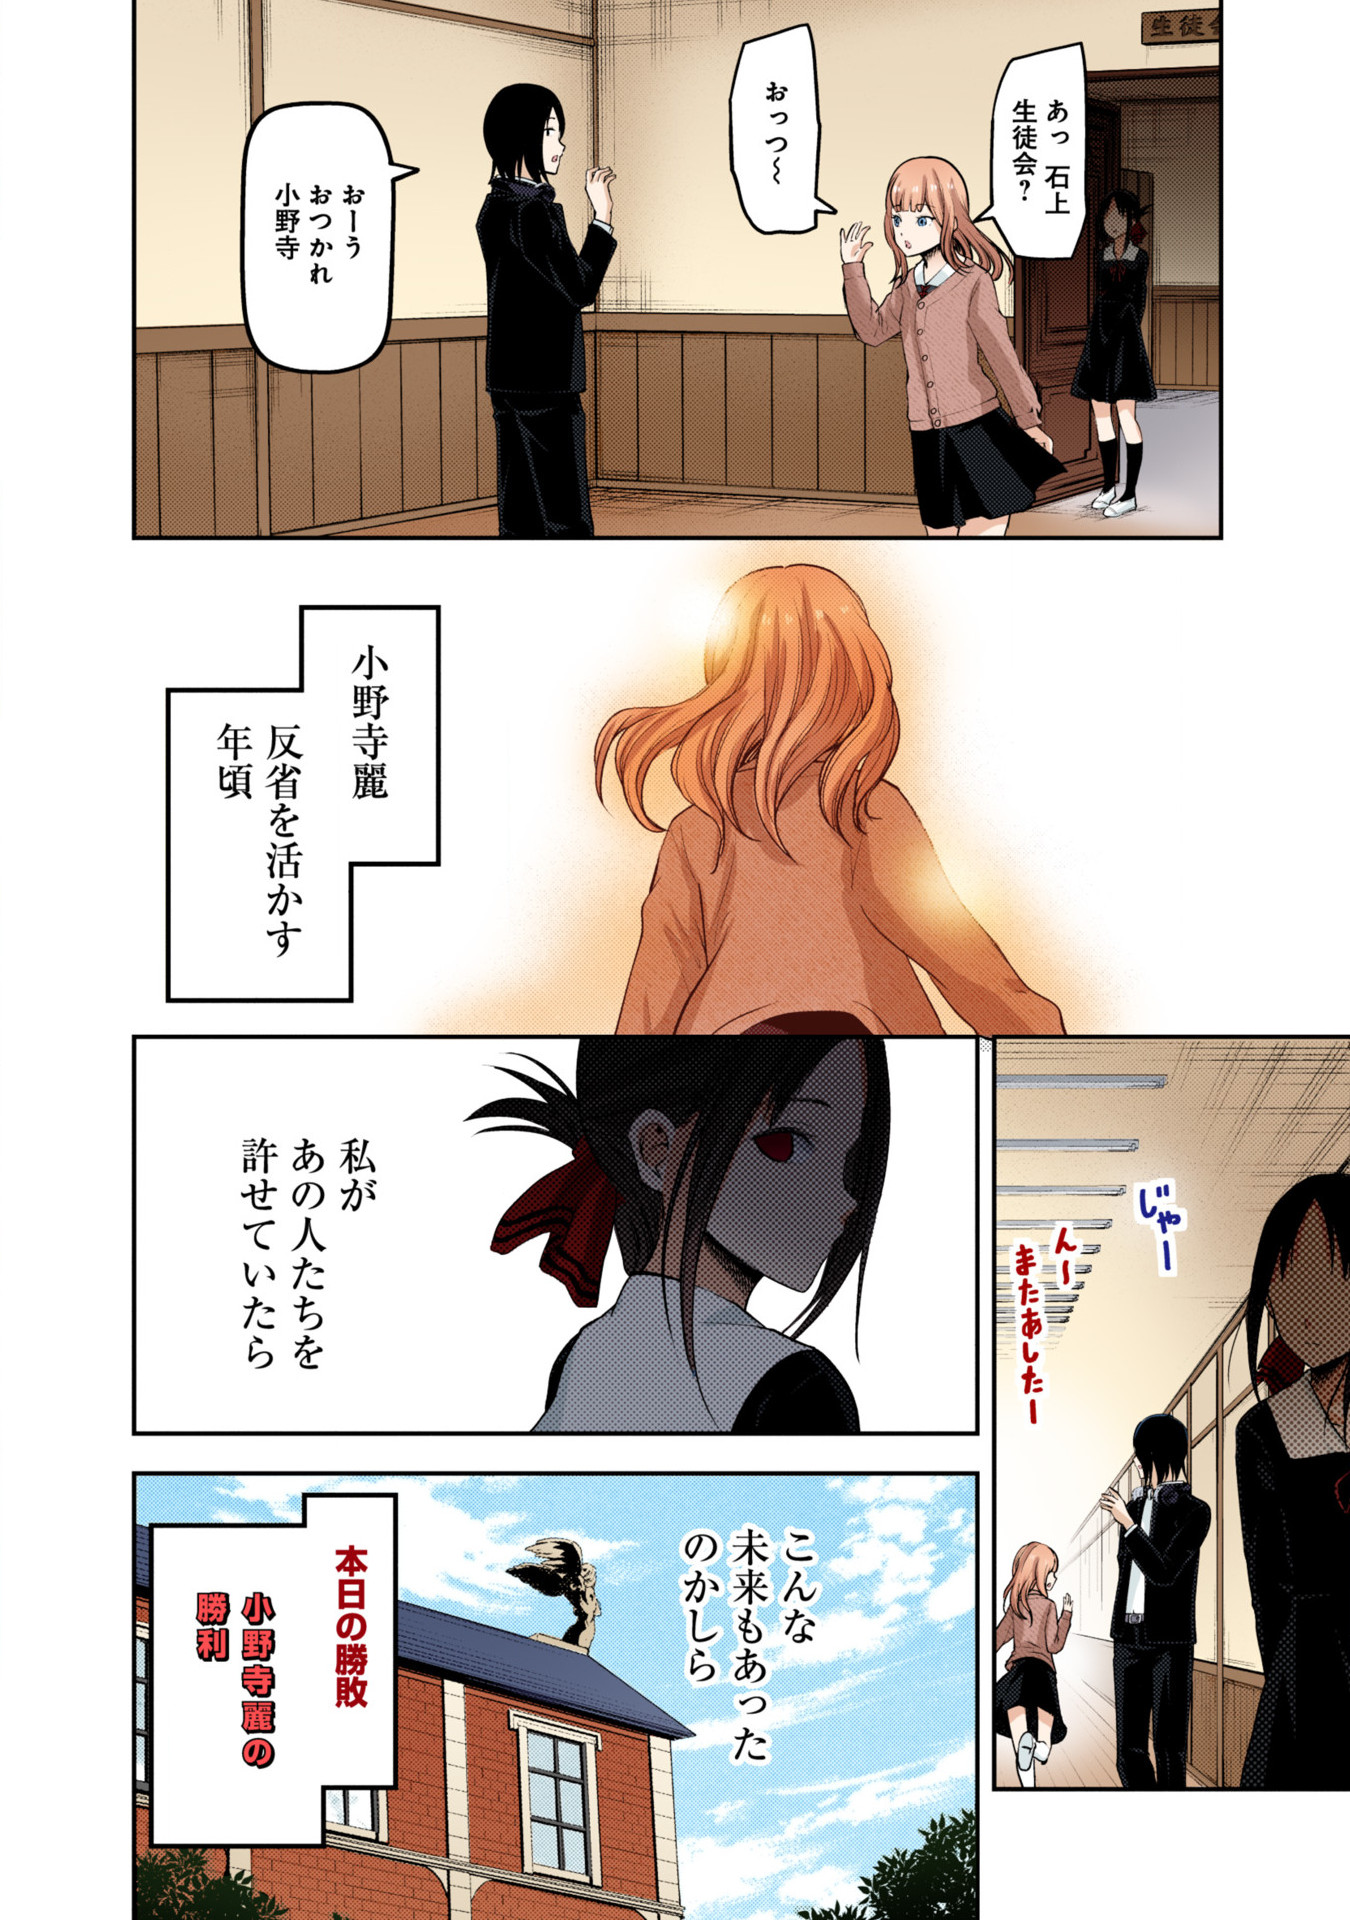 生徒会
あっ 石上
生徒会？
おっつ～
おーう
おつかれ
小野寺
小野寺麗
反省を活かす
年頃
じゃー
ん～
またあしたー
私が
あの人たちを
許せていたら
こんな
未来もあった
のかしら
本日の勝敗
小野寺麗の
勝利